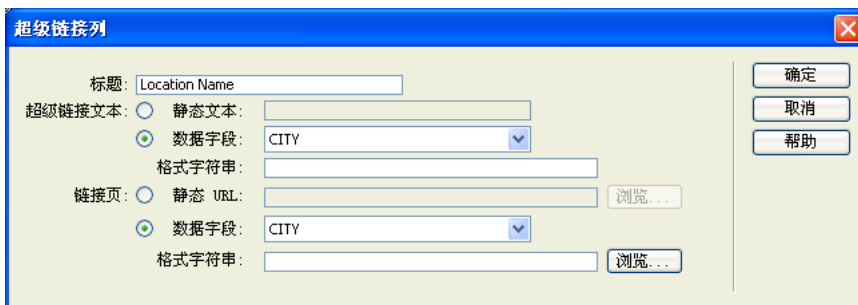 超级链接列
标题: Location Name 确定
超级链接文本: 静态文本: 取消
数据字段: CITY 帮助
格式字符串:
链接页: 静态 URL: 浏览...
数据字段: CITY
格式字符串: 浏览...